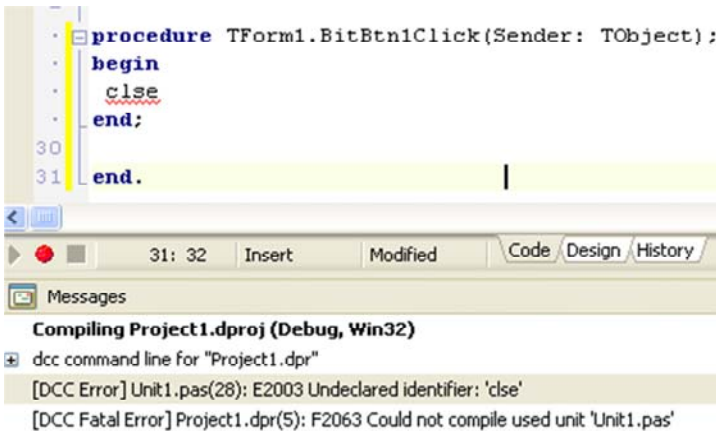 procedure TForm1.BitBtn1Click(Sender: TObject);
begin
clse
end;
30
31 end.
31: 32 Insert Modified Code Design History
Messages
Compiling Project1.dproj (Debug, Win32)
dcc command line for "Project1.dpr"
[DCC Error] Unit1.pas(28): E2003 Undeclared identifier: 'clse'
[DCC Fatal Error] Project1.dpr(5): F2063 Could not compile used unit 'Unit1.pas'